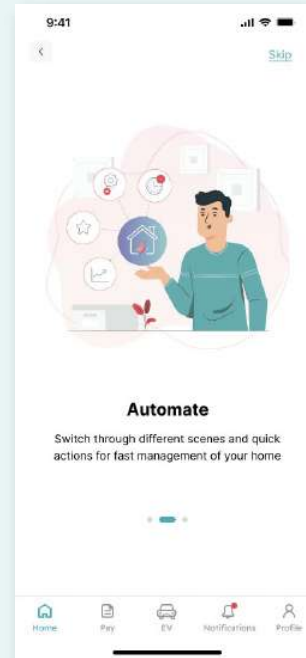 9:41
Skip
Automate
Switch through different scenes and quick
actions for fast management of your home
Home Pay EV Notifications Profile